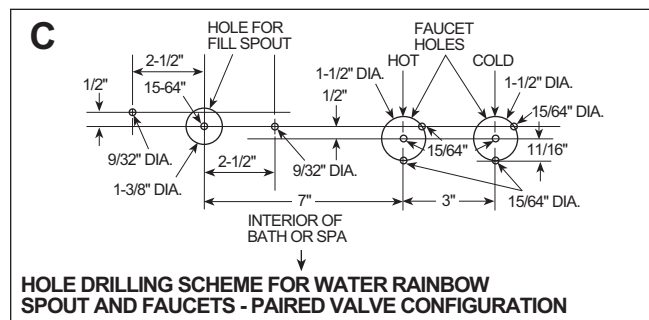 C
HOLE FOR
FILL SPOUT
FAUCET
HOLES
HOT
COLD
2-1/2"
1-1/2" DIA.
1-1/2" DIA.
1/2"
15-64"
1/2"
15/64" DIA.
15/64"
11/16"
9/32" DIA.
1-3/8" DIA.
2-1/2"
9/32" DIA.
15/64" DIA.
7"
3"
INTERIOR OF
BATH OR SPA
HOLE DRILLING SCHEME FOR WATER RAINBOW
SPOUT AND FAUCETS - PAIRED VALVE CONFIGURATION